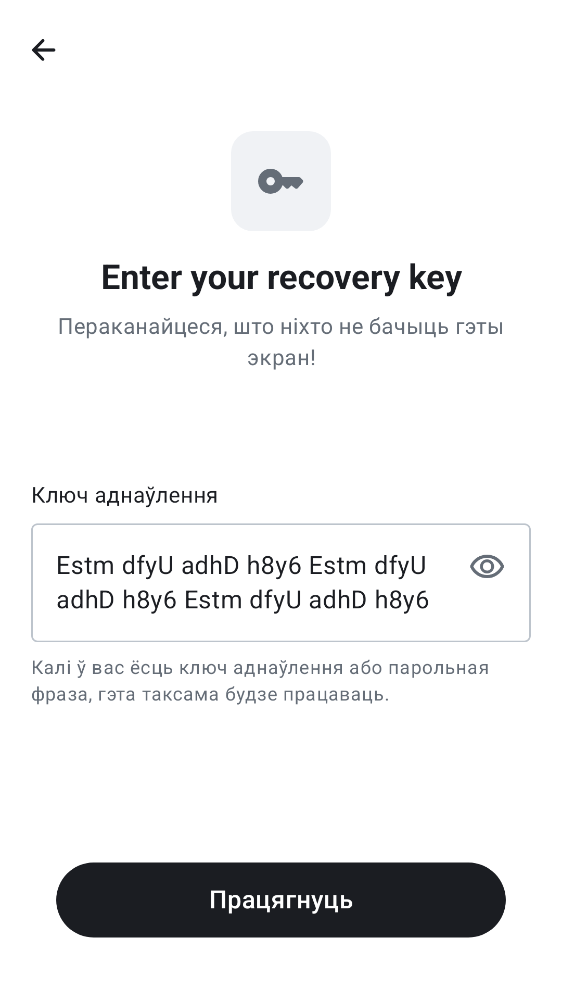 Enter your recovery key
Пераканайцеся, што ніхто не бачыць гэты
экран!
Ключ аднаўлення
Estm dfyU adhD h8y6 Estm dfyU
adhD h8y6 Estm dfyU adhD h8y6
Калі ў вас ёсць ключ аднаўлення або парольная
фраза, гэта таксама будзе працаваць.
Працягнуць